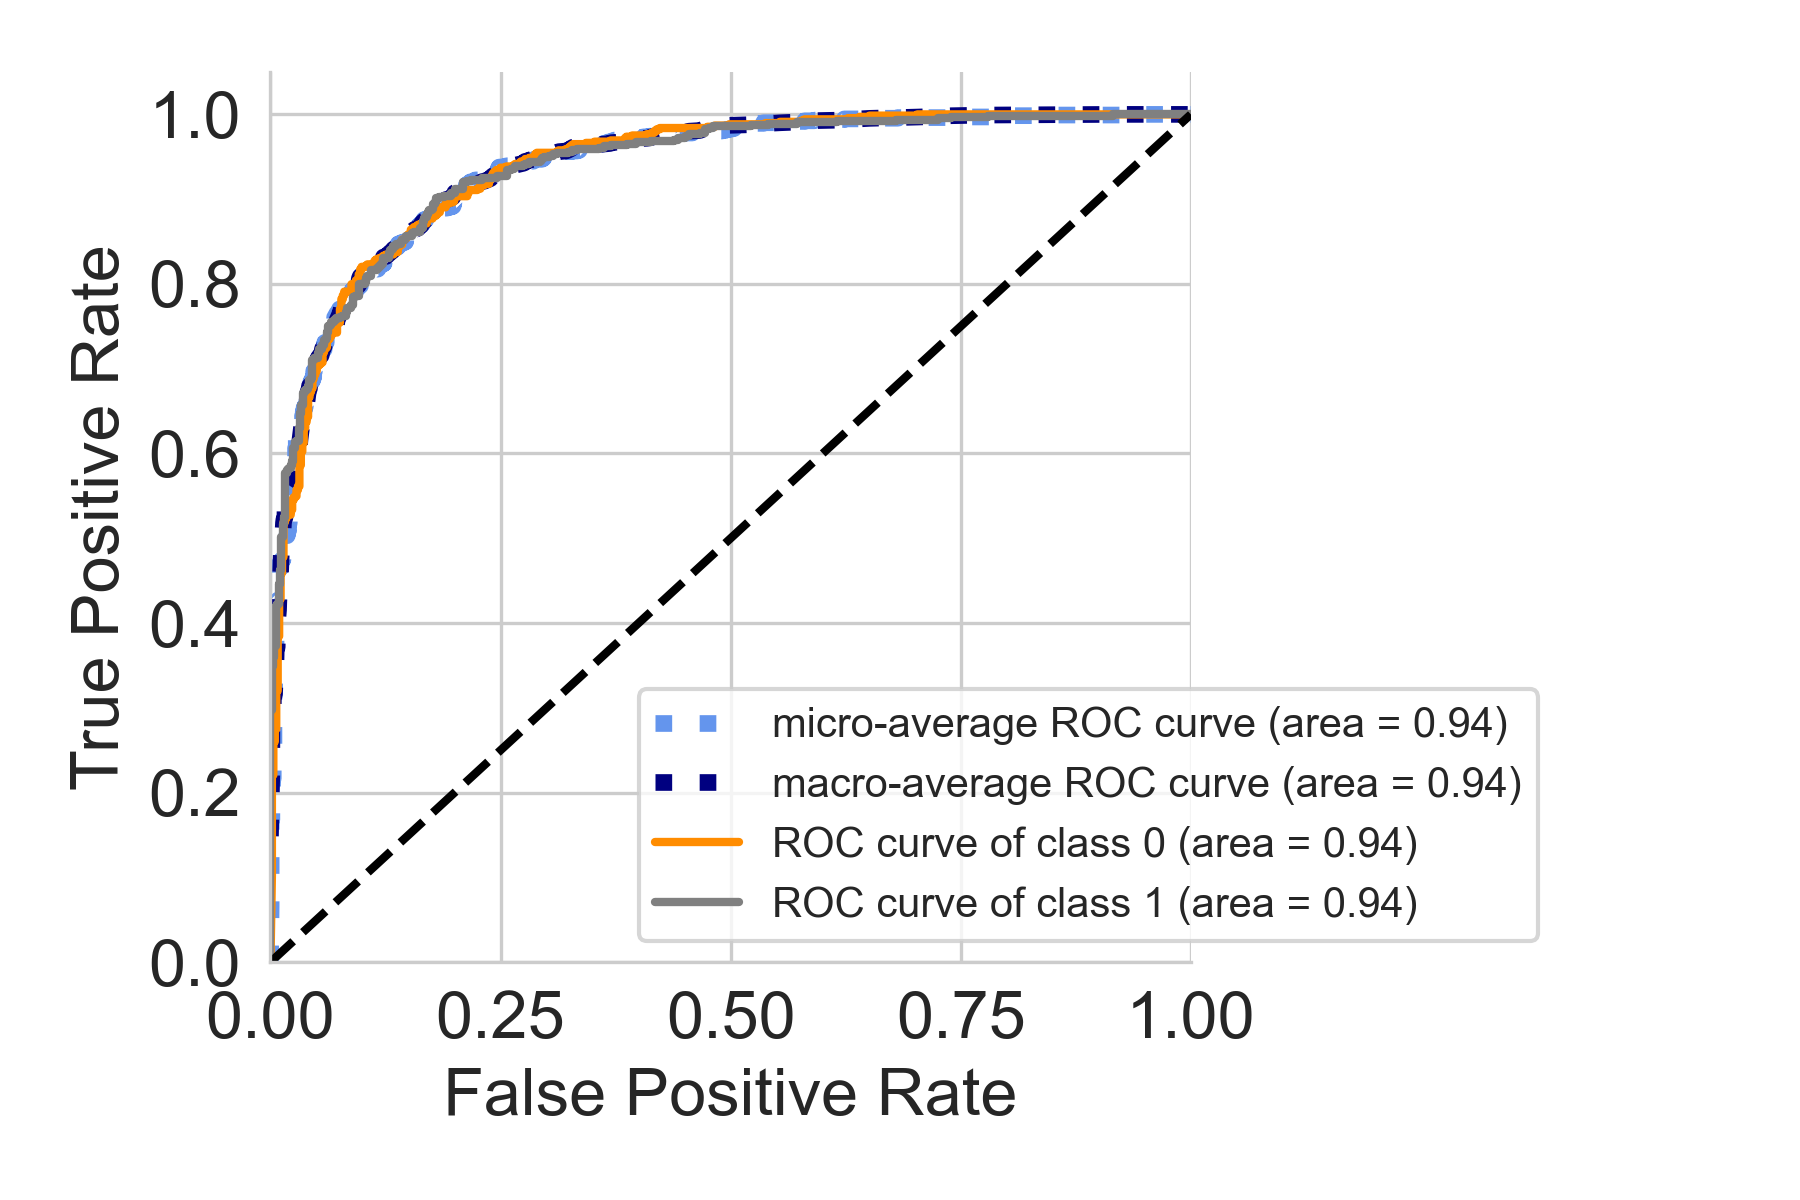 1.0
0.8
0.6
0.4
0.2
0.0
True Positive Rate
0.00 0.25 0.50 0.75 1.00
False Positive Rate
micro-average ROC curve (area = 0.94)
macro-average ROC curve (area = 0.94)
ROC curve of class 0 (area = 0.94)
ROC curve of class 1 (area = 0.94)